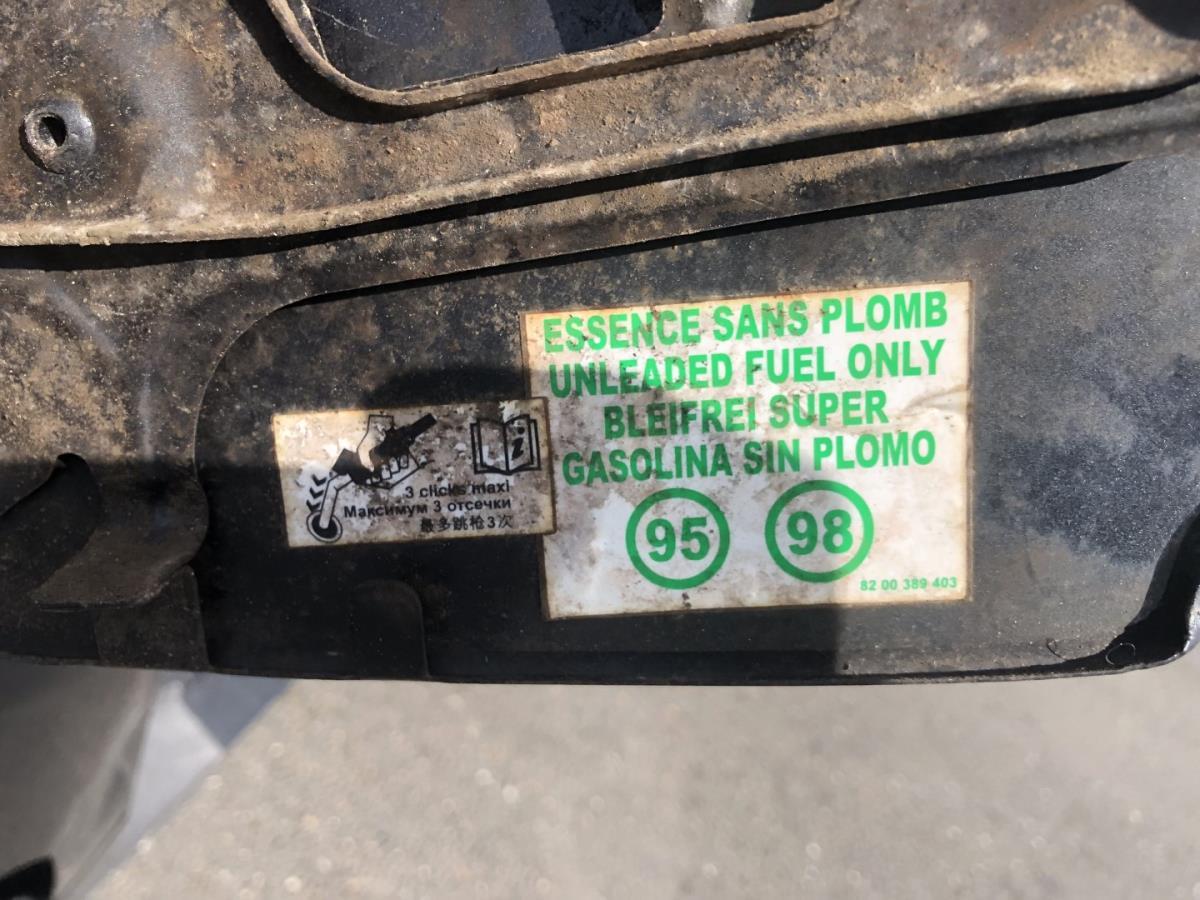 ESSENCE SANS PLOMB
UNLEADED FUEL ONLY
BLEIFREI SUPER
GASOLINA SIN PLOMO
95 98
82 00 389 403
3 clicks maxi
Максимум 3 отсечки
最多跳枪3次